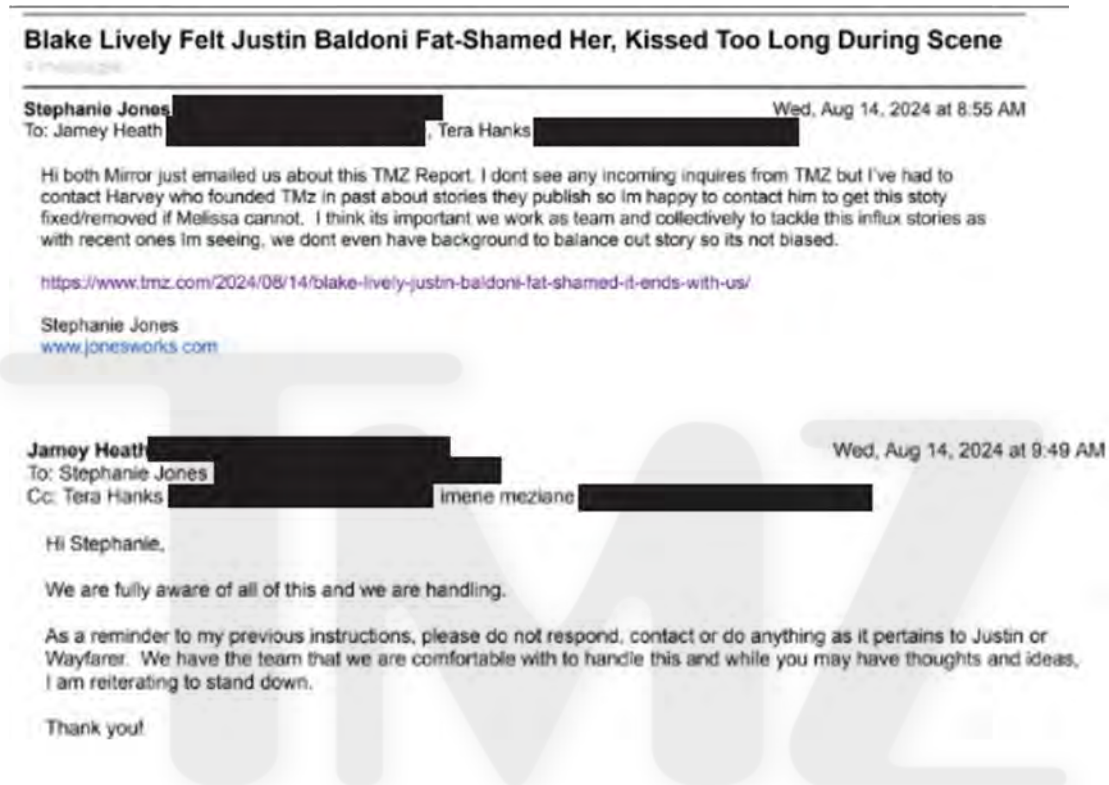 Blake Lively Felt Justin Baldoni Fat-Shamed Her, Kissed Too Long During Scene
4 messages
Stephanie Jones Wed, Aug 14, 2024 at 8:55 AM
To: Jamey Heath , Tera Hanks
Hi both Mirror just emailed us about this TMZ Report. I dont see any incoming inquires from TMZ but I've had to
contact Harvey who founded TMz in past about stories they publish so Im happy to contact him to get this stoty
fixed/removed if Melissa cannot. I think its important we work as team and collectively to tackle this influx stories as
with recent ones Im seeing, we dont even have background to balance out story so its not biased.
https://www.tmz.com/2024/08/14/blake-lively-justin-baldoni-fat-shamed-it-ends-with-us/
Stephanie Jones
www.jonesworks.com
TMZ
Jamey Heath Wed, Aug 14, 2024 at 9:49 AM
To: Stephanie Jones
Cc: Tera Hanks imene meziane
Hi Stephanie,
We are fully aware of all of this and we are handling.
As a reminder to my previous instructions, please do not respond, contact or do anything as it pertains to Justin or
Wayfarer. We have the team that we are comfortable with to handle this and while you may have thoughts and ideas,
I am reiterating to stand down.
Thank you!